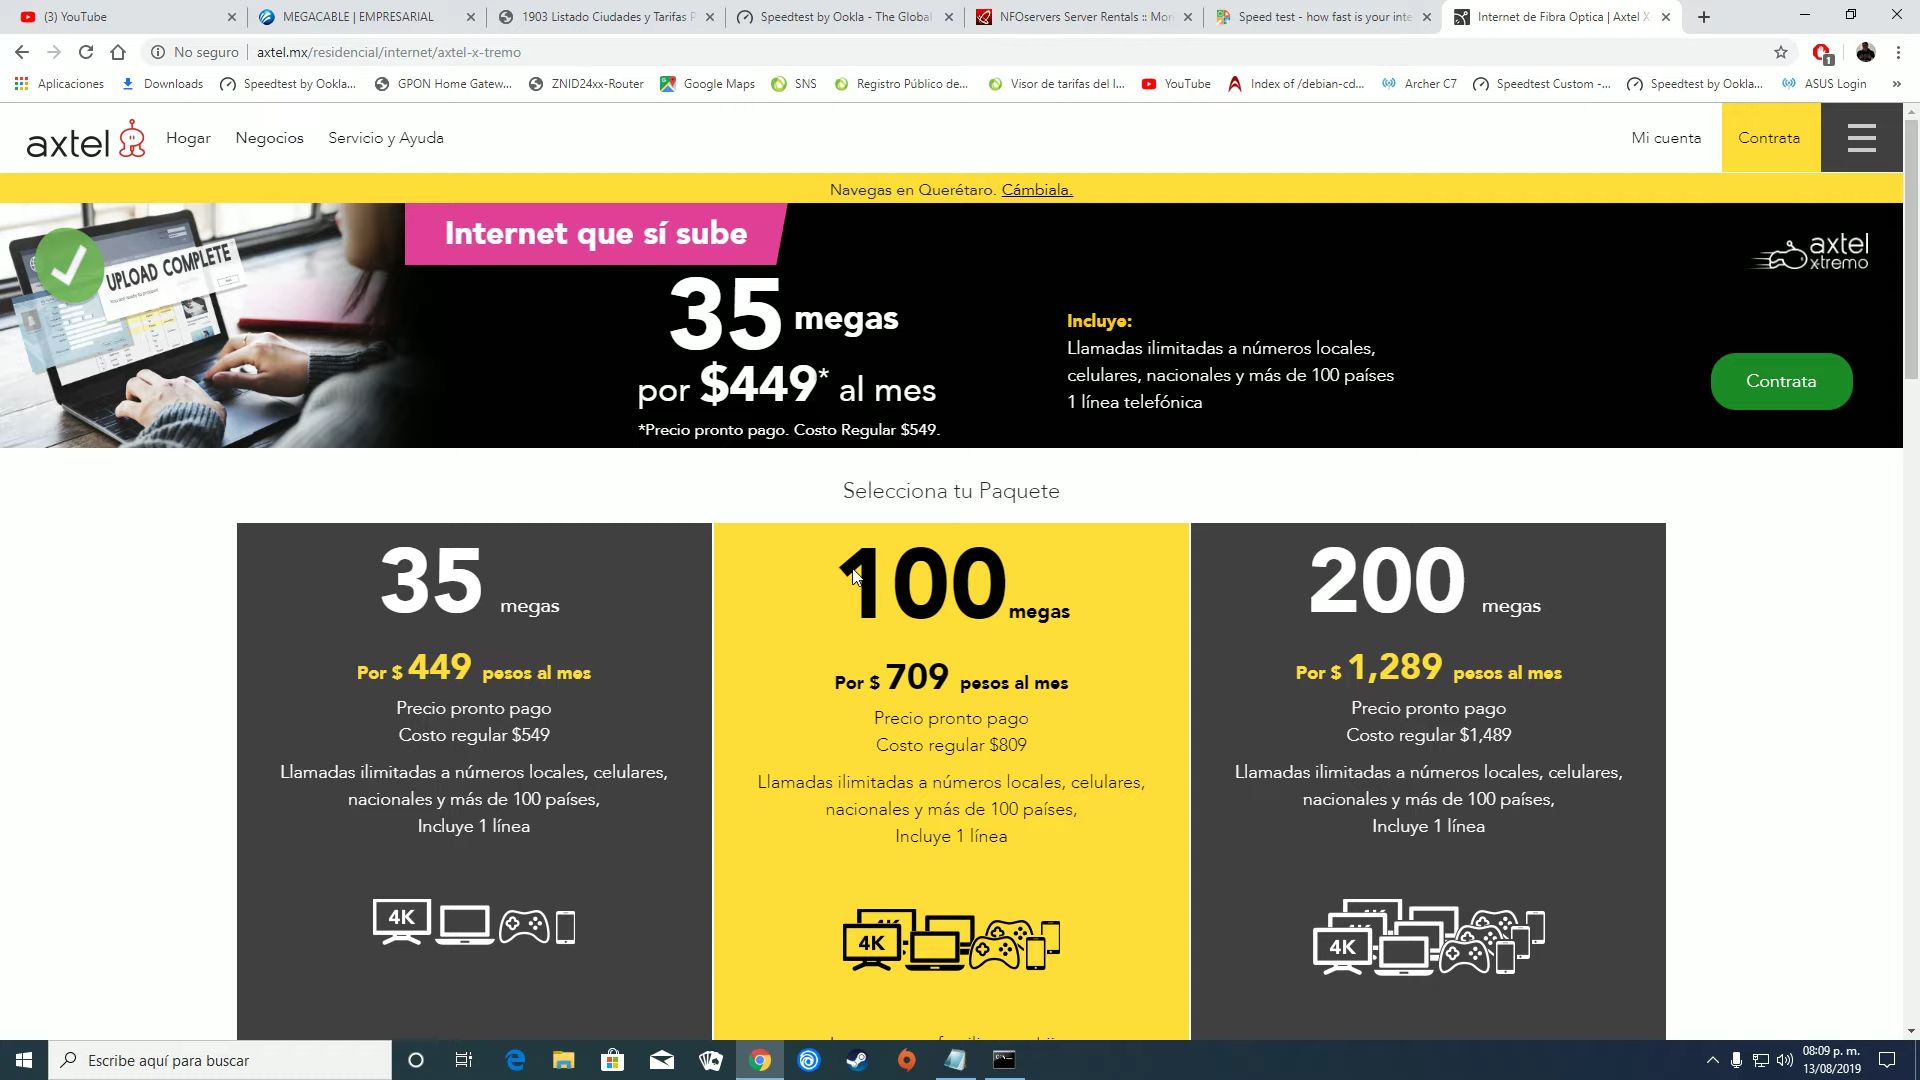 (3) YouTube
MEGACABLE | EMPRESARIAL
1903 Listado Ciudades y Tarifas P
Speedtest by Ookla - The Global
NFOservers Server Rentals :: Mor
Speed test - how fast is your inte
Internet de Fibra Optica | Axtel X
No seguro
axtel.mx/residencial/internet/axtel-x-tremo
1
Aplicaciones
Downloads
Speedtest by Ookla...
GPON Home Gatew...
ZNID24xx-Router
Google Maps
SNS
Registro Público de...
Visor de tarifas del I...
YouTube
Index of /debian-cd...
Archer C7
Speedtest Custom -...
Speedtest by Ookla...
ASUS Login
»
axtel
Hogar
Negocios
Servicio y Ayuda
Mi cuenta
Contrata
Navegas en Querétaro. Cámbiala.
UPLOAD COMPLETE
Internet que sí sube
35 megas
por $449* al mes
*Precio pronto pago. Costo Regular $549.
Incluye:
Llamadas ilimitadas a números locales,
celulares, nacionales y más de 100 países
1 línea telefónica
axtel
x-tremo
Contrata
Selecciona tu Paquete
35 megas
Por $ 449 pesos al mes
Precio pronto pago
Costo regular $549
Llamadas ilimitadas a números locales, celulares,
nacionales y más de 100 países,
Incluye 1 línea
4K
100 megas
Por $ 709 pesos al mes
Precio pronto pago
Costo regular $809
Llamadas ilimitadas a números locales, celulares,
nacionales y más de 100 países,
Incluye 1 línea
4K
200 megas
Por $ 1,289 pesos al mes
Precio pronto pago
Costo regular $1,489
Llamadas ilimitadas a números locales, celulares,
nacionales y más de 100 países,
Incluye 1 línea
4K
Escribe aquí para buscar
08:09 p. m.
13/08/2019